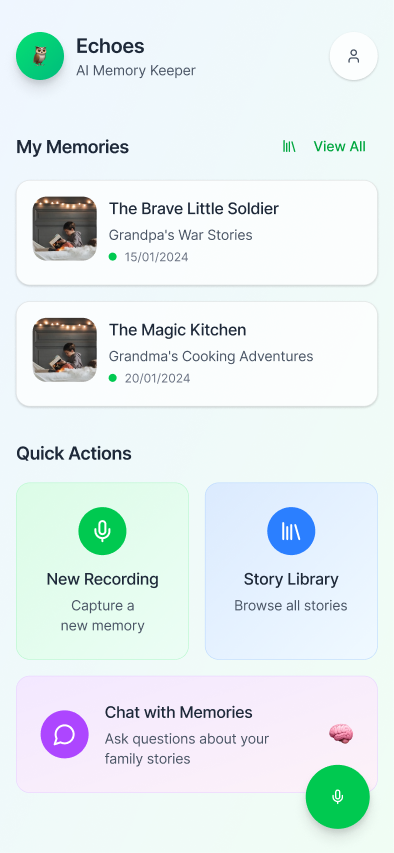 Echoes
AI Memory Keeper
My Memories
View All
The Brave Little Soldier
Grandpa's War Stories
15/01/2024
The Magic Kitchen
Grandma's Cooking Adventures
20/01/2024
Quick Actions
New Recording
Capture a
new memory
Story Library
Browse all stories
Chat with Memories
Ask questions about your
family stories